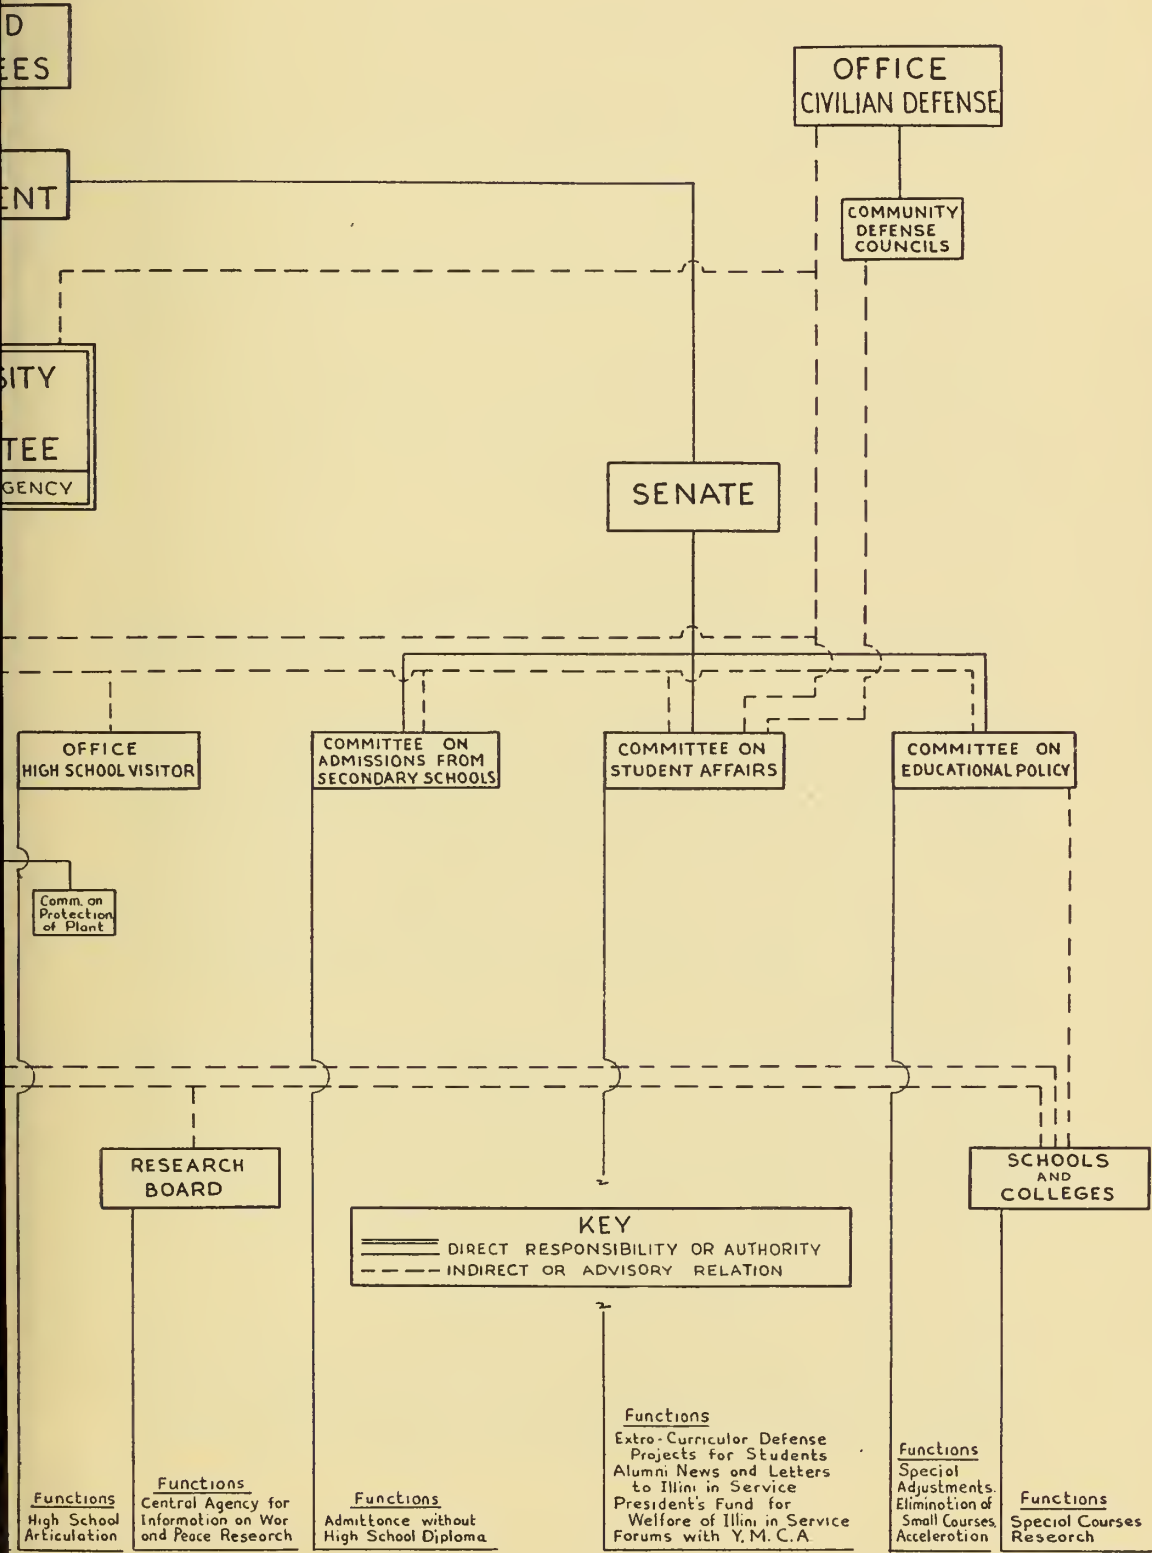 D
EES
OFFICE
CIVILIAN DEFENSE
ENT
COMMUNITY
DEFENSE
COUNCILS
SITY
TEE
GENCY
SENATE
OFFICE
HIGH SCHOOL VISITOR
COMMITTEE ON
ADMISSIONS FROM
SECONDARY SCHOOLS
COMMITTEE ON
STUDENT AFFAIRS
COMMITTEE ON
EDUCATIONAL POLICY
Comm. on
Protection
of Plant
RESEARCH
BOARD
SCHOOLS
AND
COLLEGES
KEY
DIRECT RESPONSIBILITY OR AUTHORITY
INDIRECT OR ADVISORY RELATION
Functions
High School
Articulation
Functions
Central Agency for
Information on War
and Peace Research
Functions
Admittance without
High School Diploma
Functions
Extra-Curricular Defense
Projects for Students
Alumni News and Letters
to Illini in Service
President's Fund for
Welfare of Illini in Service
Forums with Y.M.C.A
Functions
Special
Adjustments.
Elimination of
Small Courses,
Acceleration
Functions
Special Courses
Research